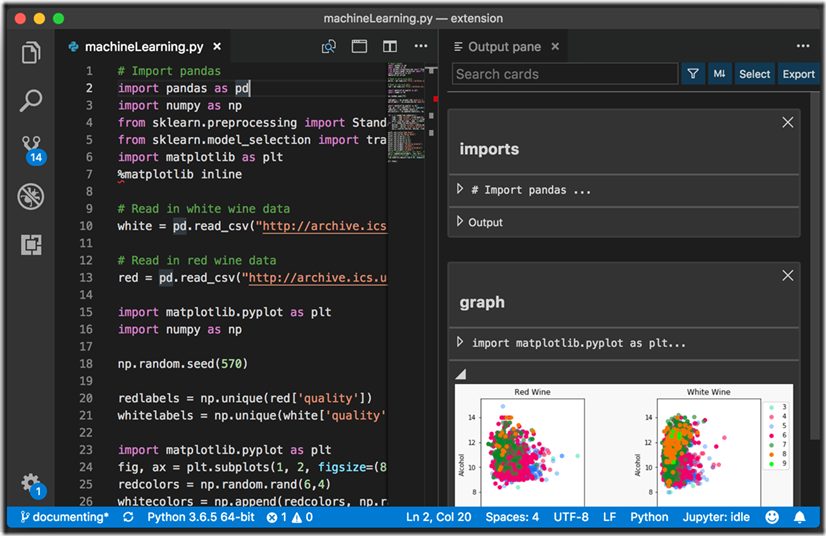 machineLearning.py — extension
machineLearning.py ×
Output pane ×
1 # Import pandas
2 import pandas as pd
3 import numpy as np
4 from sklearn.preprocessing import Stand
5 from sklearn.model_selection import tra
6 import matplotlib as plt
7 %matplotlib inline
8
9 # Read in white wine data
10 white = pd.read_csv("http://archive.ics
11
12 # Read in red wine data
13 red = pd.read_csv("http://archive.ics.u
14
15 import matplotlib.pyplot as plt
16 import numpy as np
17
18 np.random.seed(570)
19
20 redlabels = np.unique(red['quality'])
21 whitelabels = np.unique(white['quality'
22
23 import matplotlib.pyplot as plt
24 fig, ax = plt.subplots(1, 2, figsize=(8
25 redcolors = np.random.rand(6,4)
26 whitecolors = np.append(redcolors, np.r
14
1
Search cards
M↓ Select Export
imports
# Import pandas ...
Output
graph
import matplotlib.pyplot as plt...
Red Wine
Alcohol
14
12
10
8
White Wine
Alcohol
14
12
10
8
3
4
5
6
7
8
9
documenting* Python 3.6.5 64-bit 1 0 Ln 2, Col 20 Spaces: 4 UTF-8 LF Python Jupyter: idle